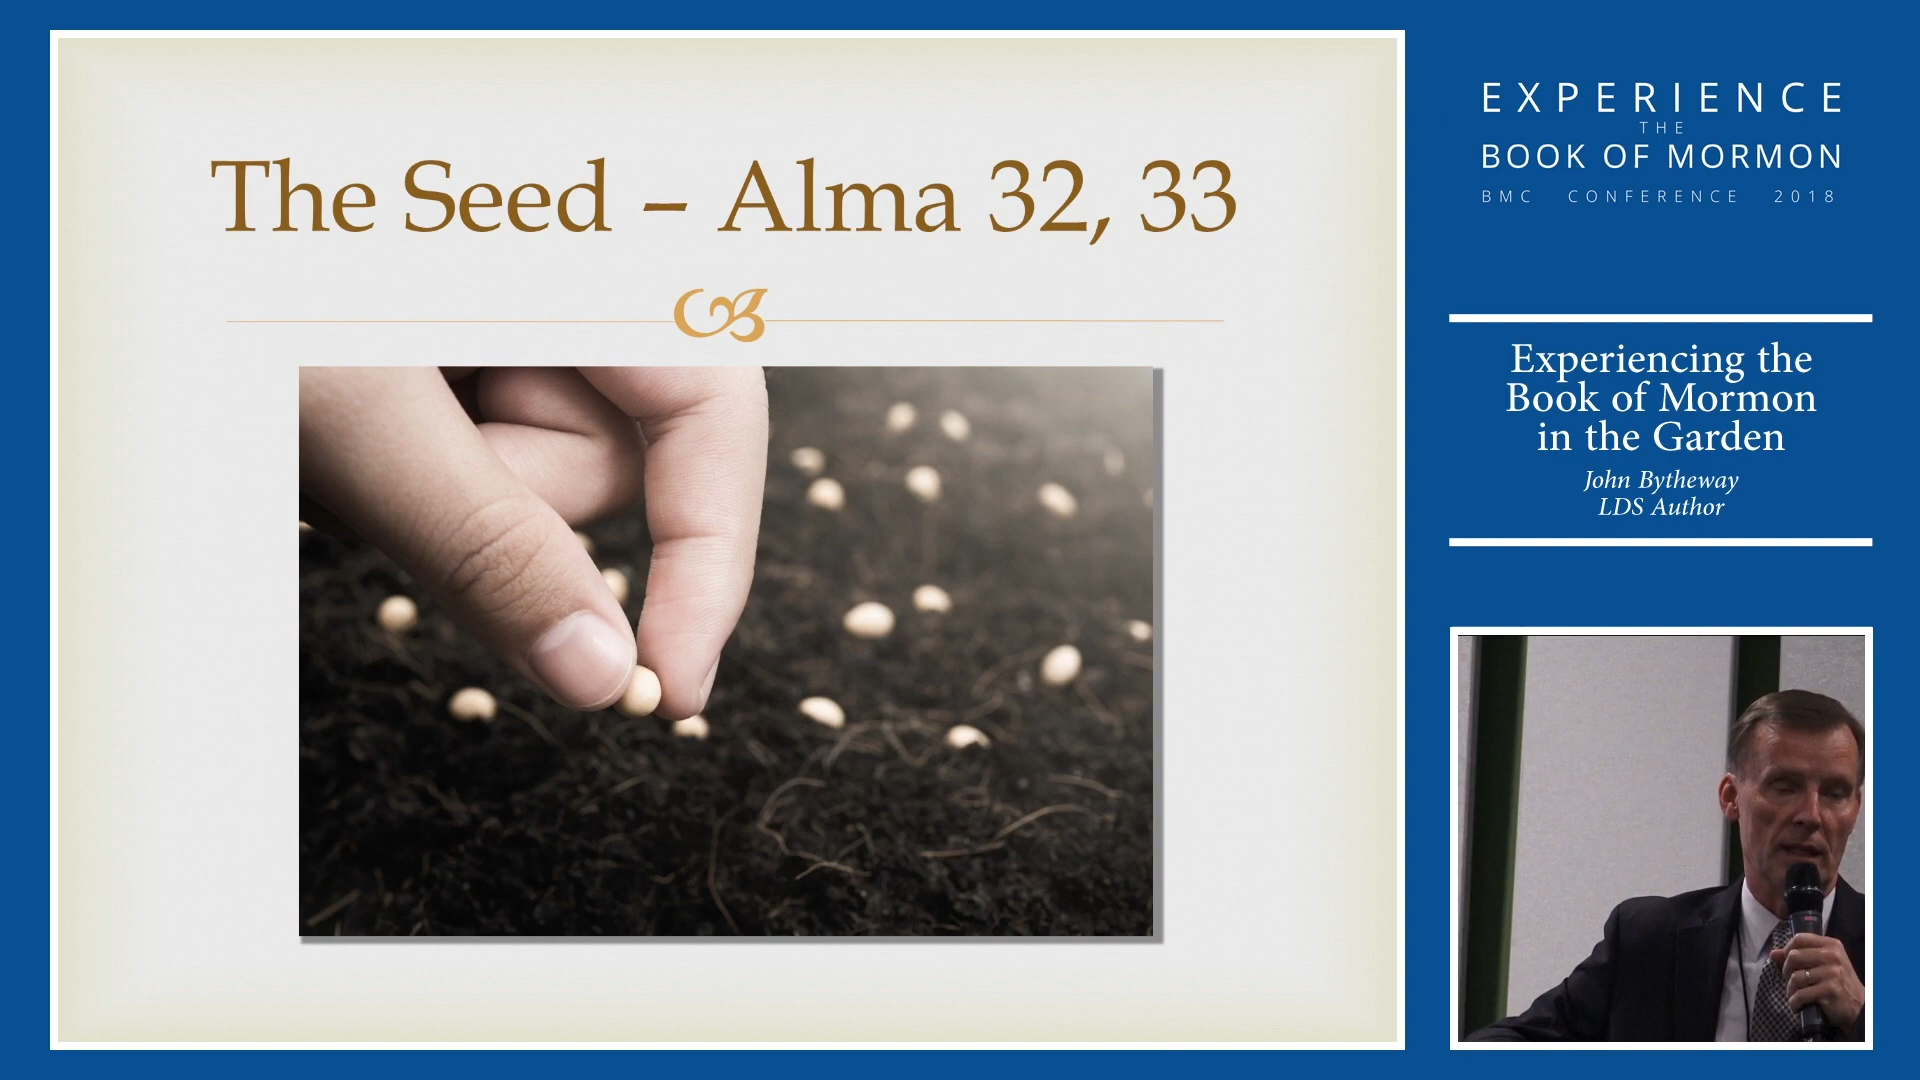 The Seed – Alma 32, 33
EXPERIENCE
THE
BOOK OF MORMON
BMC CONFERENCE 2018
Experiencing the
Book of Mormon
in the Garden
John Bytheway
LDS Author